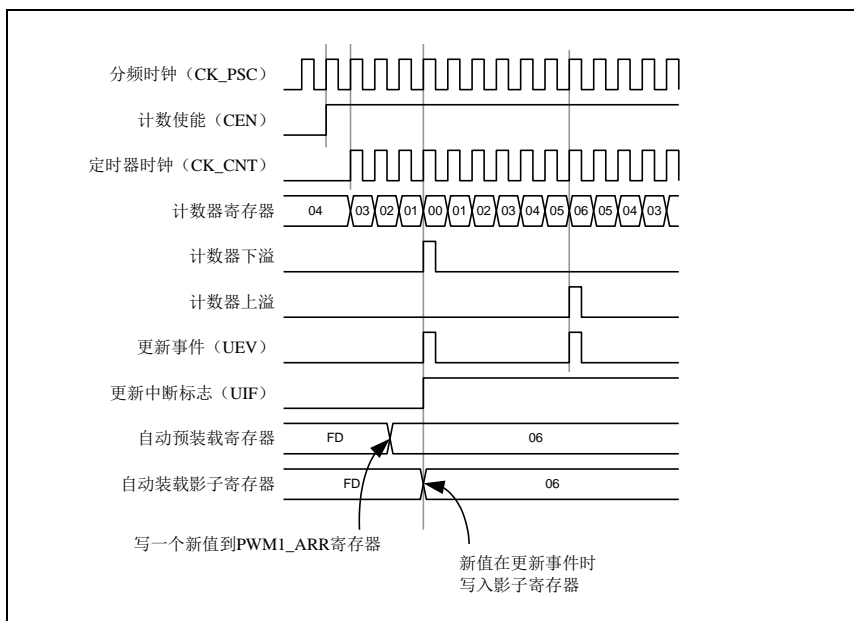 分频时钟（CK_PSC）
计数使能（CEN）
定时器时钟（CK_CNT）
计数器寄存器 04 03 02 01 00 01 02 03 04 05 06 05 04 03
计数器下溢
计数器上溢
更新事件（UEV）
更新中断标志（UIF）
自动预装载寄存器 FD 06
自动装载影子寄存器 FD 06
写一个新值到PWM1_ARR寄存器
新值在更新事件时
写入影子寄存器